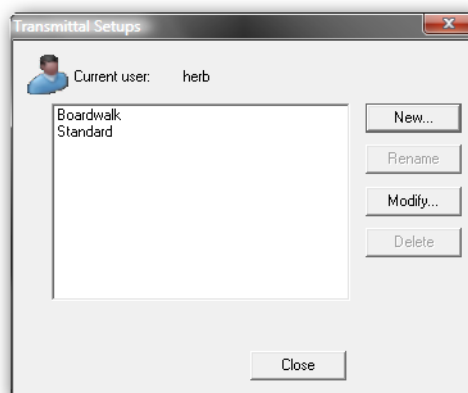 Transmittal Setups
Current user: herb
Boardwalk
Standard
New...
Rename
Modify...
Delete
Close